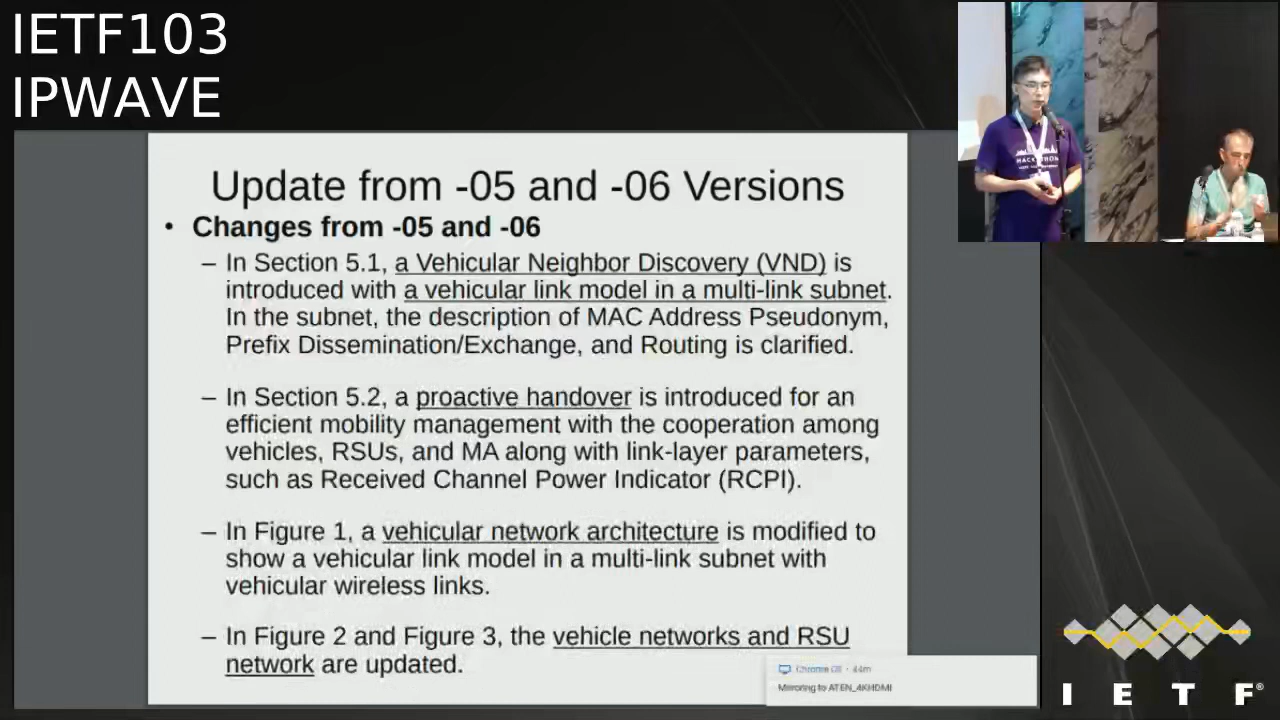 IETF103
IPWAVE
Update from -05 and -06 Versions
• Changes from -05 and -06
– In Section 5.1, a Vehicular Neighbor Discovery (VND) is
introduced with a vehicular link model in a multi-link subnet.
In the subnet, the description of MAC Address Pseudonym,
Prefix Dissemination/Exchange, and Routing is clarified.
– In Section 5.2, a proactive handover is introduced for an
efficient mobility management with the cooperation among
vehicles, RSUs, and MA along with link-layer parameters,
such as Received Channel Power Indicator (RCPI).
– In Figure 1, a vehicular network architecture is modified to
show a vehicular link model in a multi-link subnet with
vehicular wireless links.
– In Figure 2 and Figure 3, the vehicle networks and RSU
network are updated.
Chrome OS · 44m
Mirroring to ATEN_4KHDMI
I E T F®